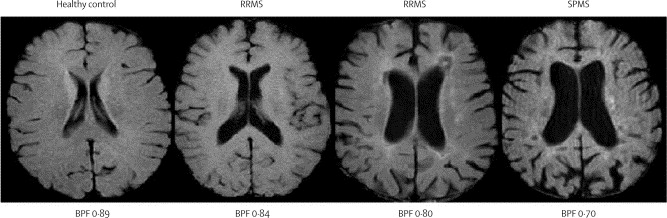 Healthy control
RRMS
RRMS
SPMS
BPF 0·89
BPF 0·84
BPF 0·80
BPF 0·70